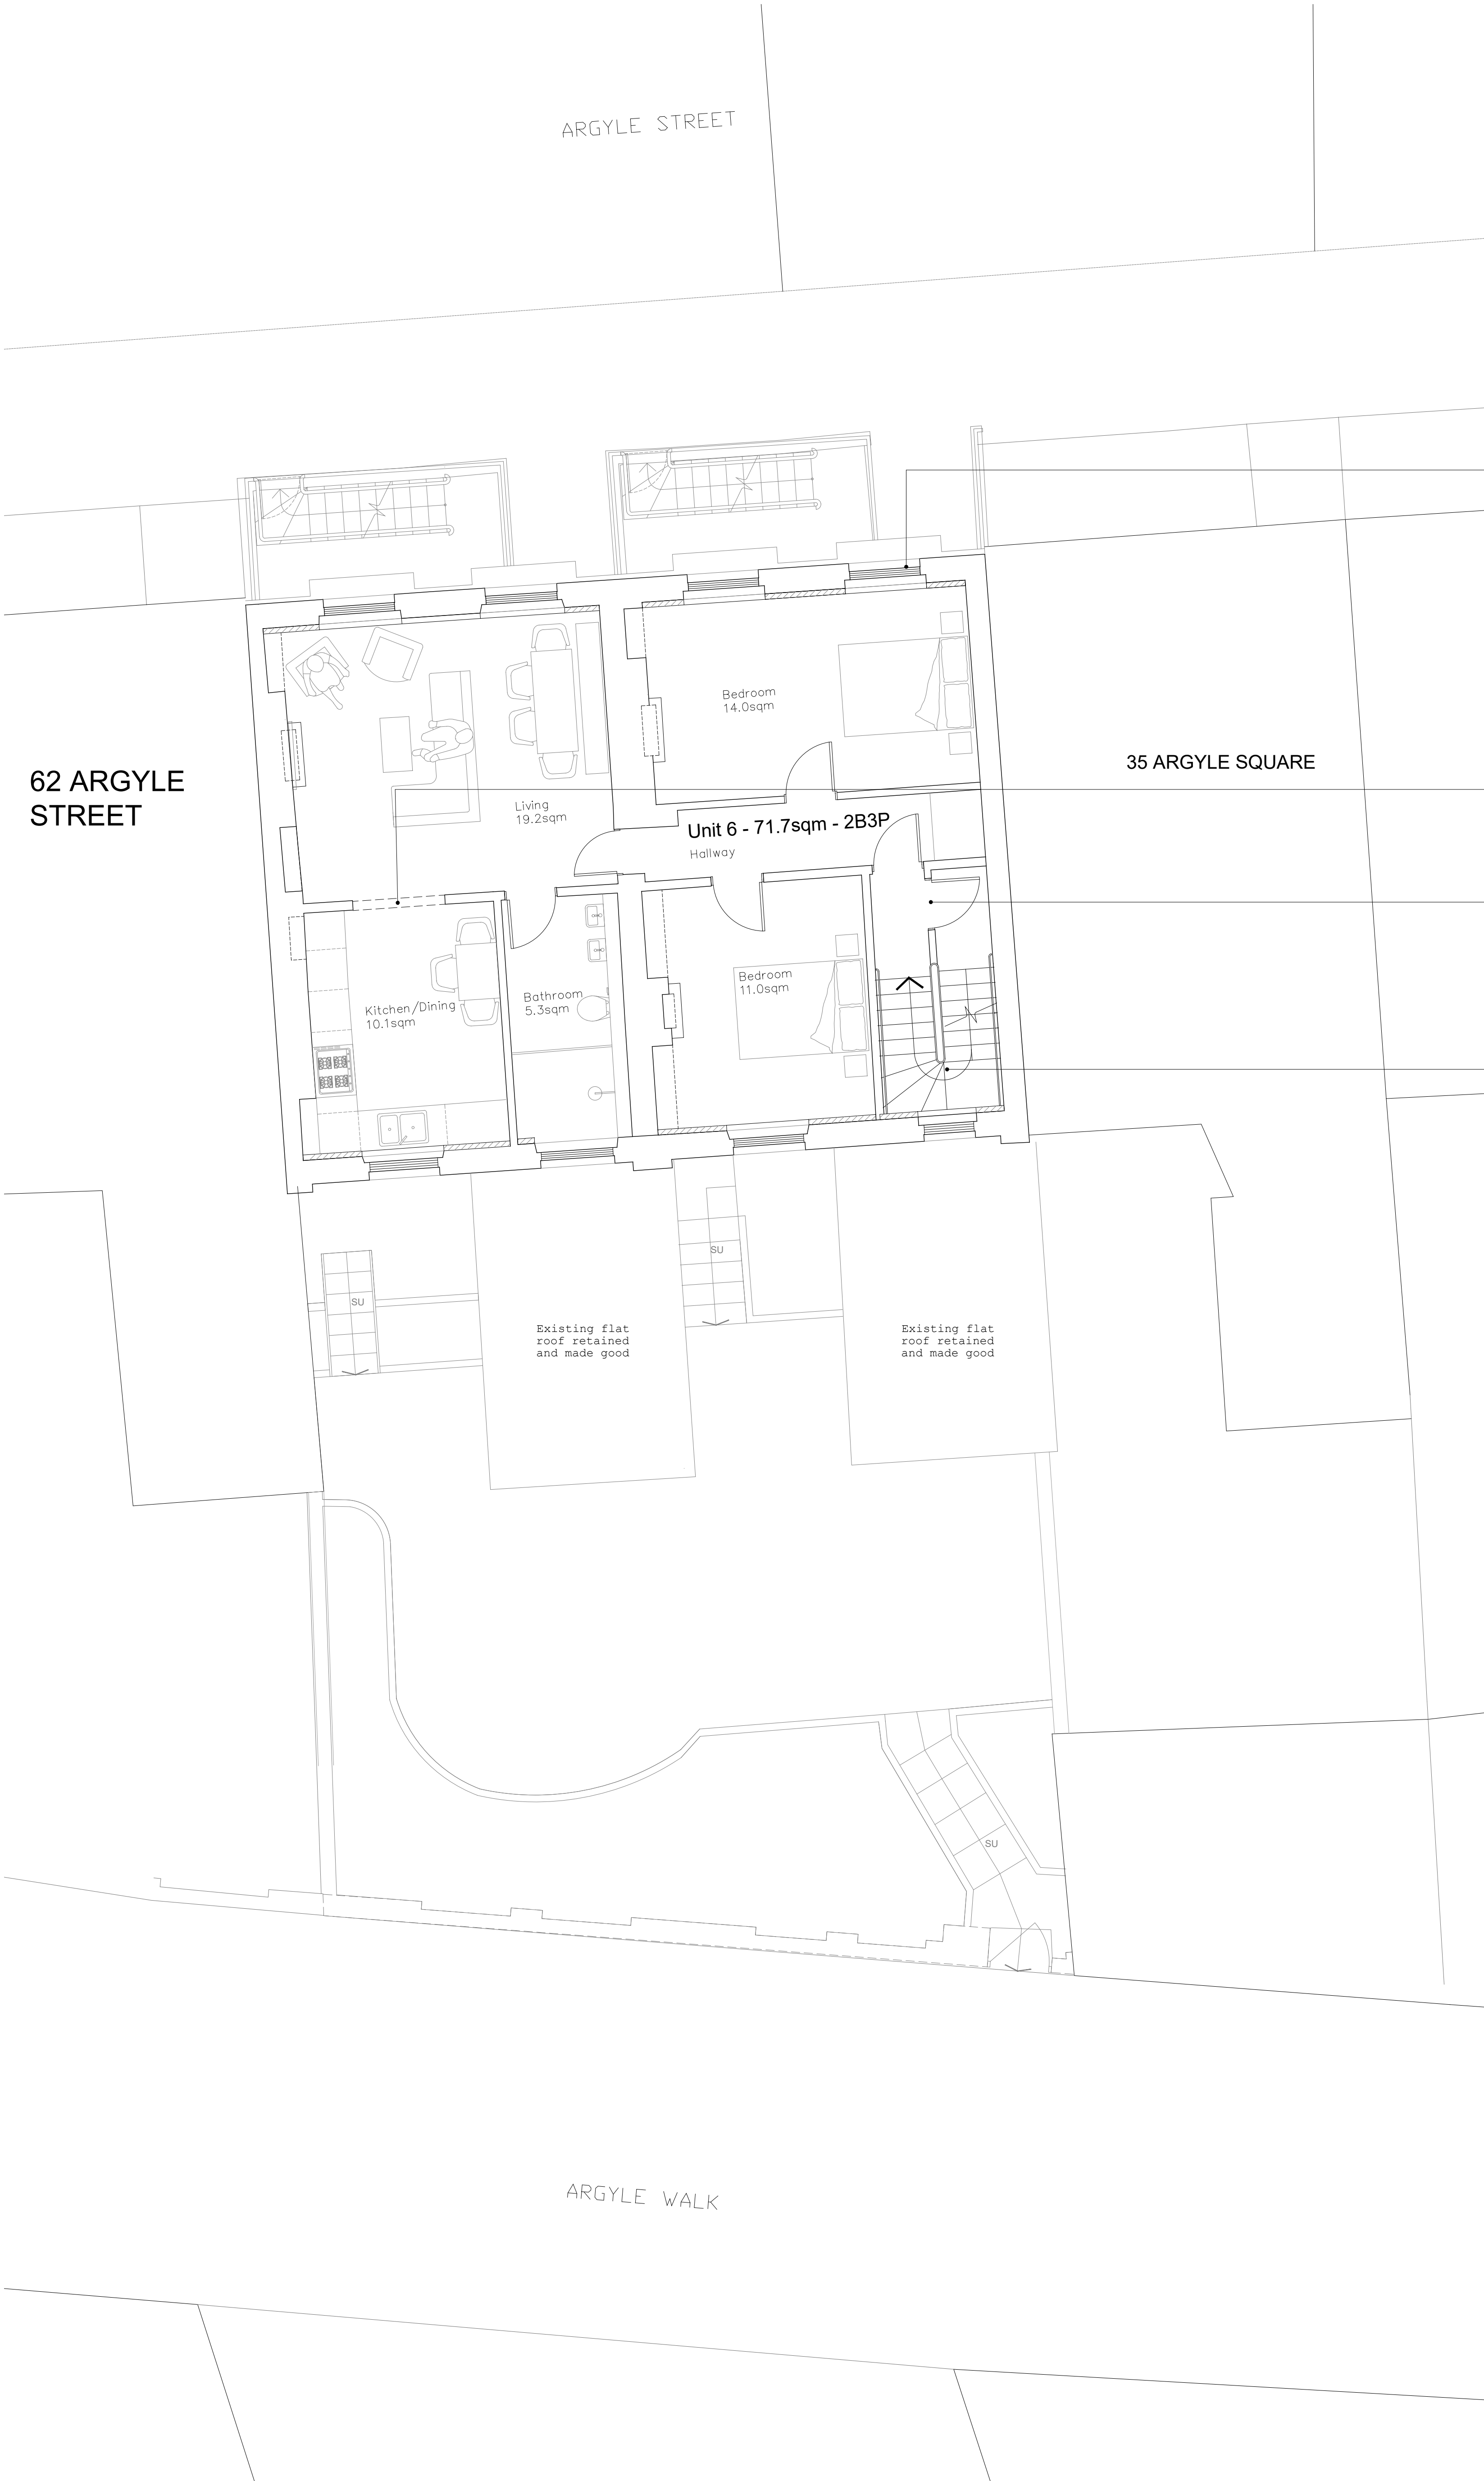 ARGYLE STREET
62 ARGYLE
STREET
35 ARGYLE SQUARE
Bedroom
14.0sqm
Living
19.2sqm
Unit 6 - 71.7sqm - 2B3P
Hallway
Kitchen/Dining
10.1sqm
Bathroom
5.3sqm
Bedroom
11.0sqm
SU
SU
Existing flat
roof retained
and made good
Existing flat
roof retained
and made good
SU
ARGYLE WALK